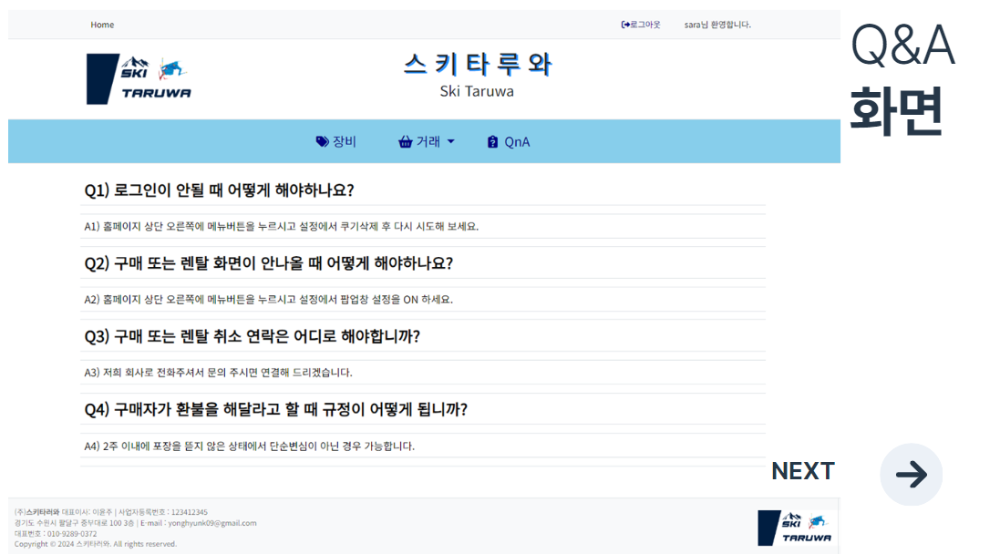 Home
로그아웃 sara님 환영합니다.
Q&A
화면
SKI
TARUWA
스키타루와
Ski Taruwa
장비 거래 QnA
Q1) 로그인이 안될 때 어떻게 해야하나요?
A1) 홈페이지 상단 오른쪽에 메뉴버튼을 누르시고 설정에서 쿠기삭제 후 다시 시도해 보세요.
Q2) 구매 또는 렌탈 화면이 안나올 때 어떻게 해야하나요?
A2) 홈페이지 상단 오른쪽에 메뉴버튼을 누르시고 설정에서 팝업창 설정을 ON 하세요.
Q3) 구매 또는 렌탈 취소 연락은 어디로 해야합니까?
A3) 저희 회사로 전화주셔서 문의 주시면 연결해 드리겠습니다.
Q4) 구매자가 환불을 해달라고 할 때 규정이 어떻게 됩니까?
A4) 2주 이내에 포장을 뜯지 않은 상태에서 단순변심이 아닌 경우 가능합니다.
NEXT
(주)스키타러와 대표이사: 이윤주 | 사업자등록번호 : 123412345
경기도 수원시 팔달구 중부대로 100 3층 | E-mail : yonghyunk09@gmail.com
대표번호 : 010-9289-0372
Copyright © 2024 스키타러와. All rights reserved.
SKI
TARUWA